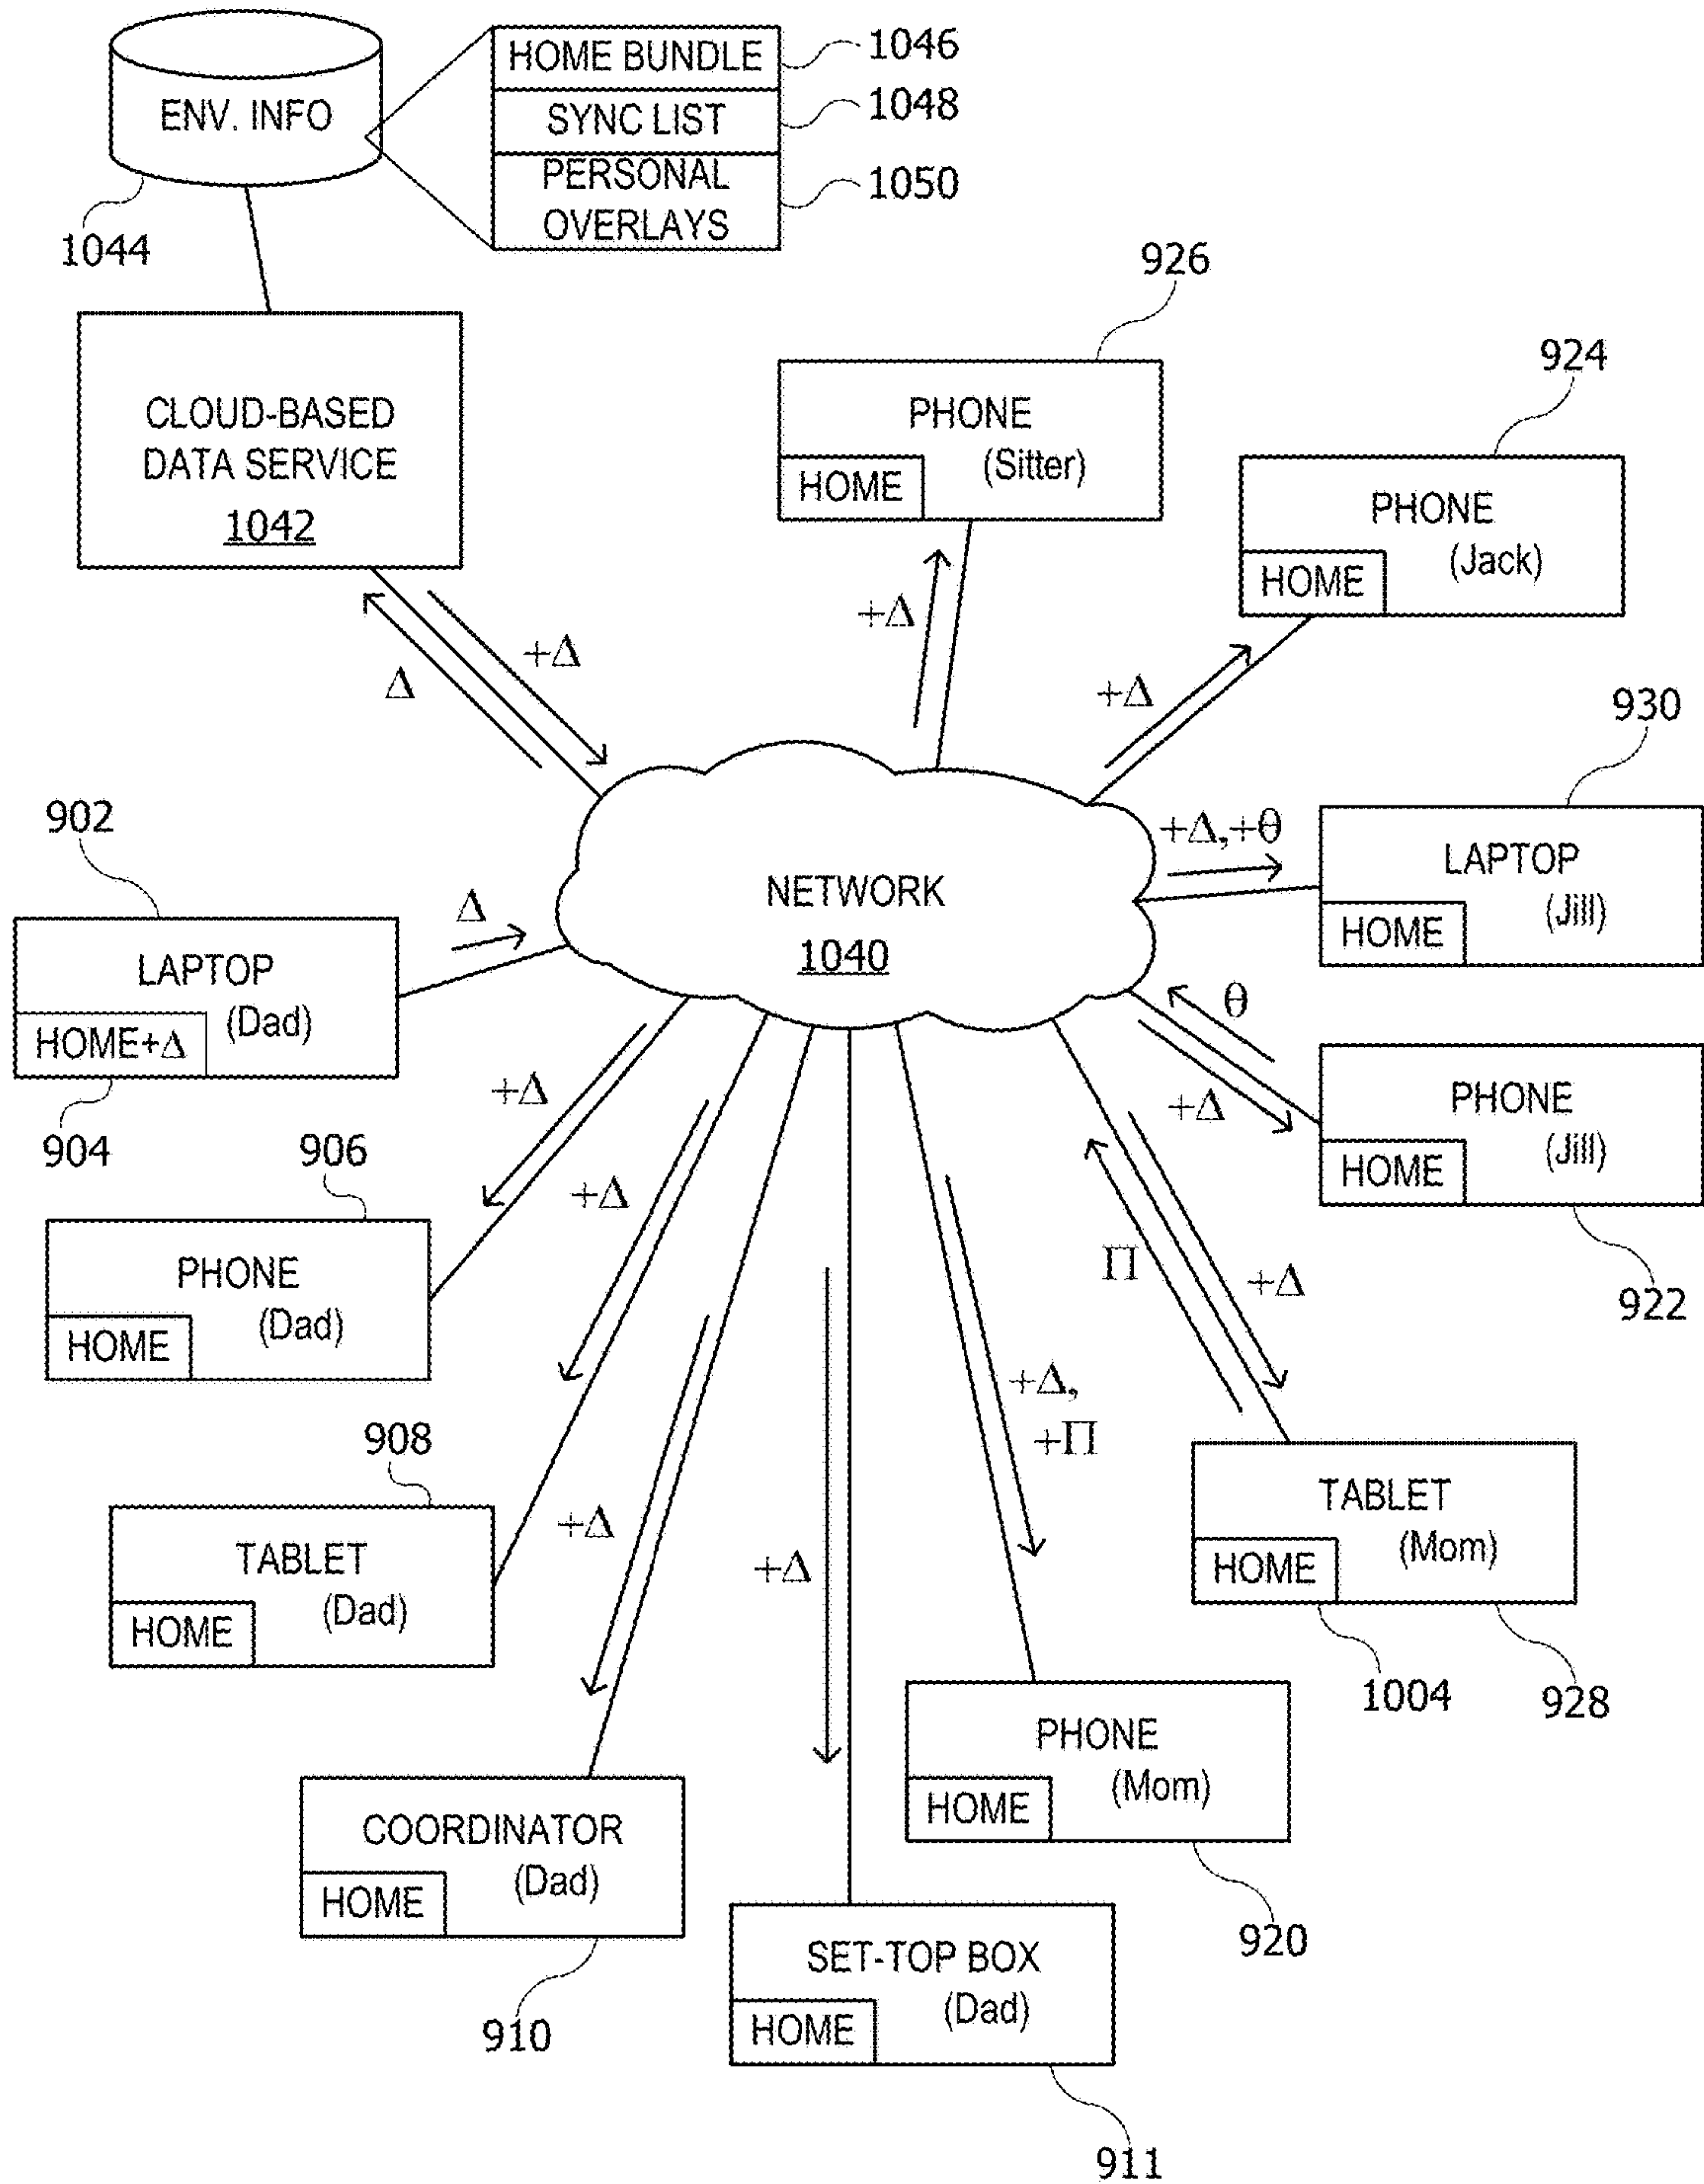 ENV. INFO
1044
HOME BUNDLE
1046
SYNC LIST
1048
PERSONAL
OVERLAYS
1050
CLOUD-BASED
DATA SERVICE
1042
+Δ
Δ
926
PHONE
(Sitter)
HOME
+Δ
924
PHONE
(Jack)
HOME
+Δ
930
LAPTOP
(Jill)
HOME
+Δ,+θ
NETWORK
1040
902
LAPTOP
(Dad)
HOME+Δ
904
Δ
θ
+Δ
PHONE
(Jill)
HOME
922
906
PHONE
(Dad)
HOME
+Δ
+Δ
908
TABLET
(Dad)
HOME
+Δ
COORDINATOR
(Dad)
HOME
910
+Δ
SET-TOP BOX
(Dad)
HOME
911
+Δ,
+Π
PHONE
(Mom)
HOME
920
Π
+Δ
TABLET
(Mom)
HOME
1004
928